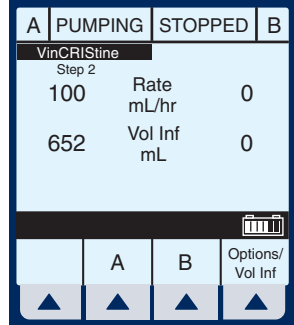 A PUMPING STOPPED B
VinCRIStine
Step 2
100 Rate mL/hr 0
652 Vol Inf mL 0
A B Options/ Vol Inf